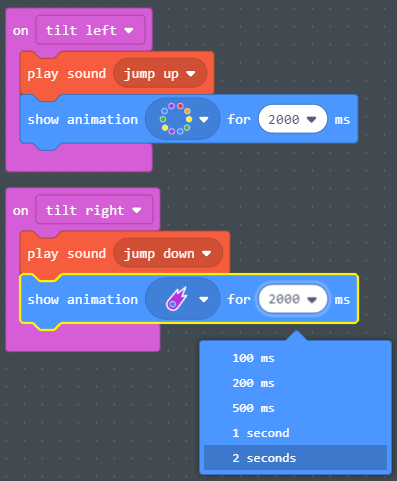 on tilt left
play sound jump up
show animation for 2000 ms
on tilt right
play sound jump down
show animation for 2000 ms
100 ms
200 ms
500 ms
1 second
2 seconds